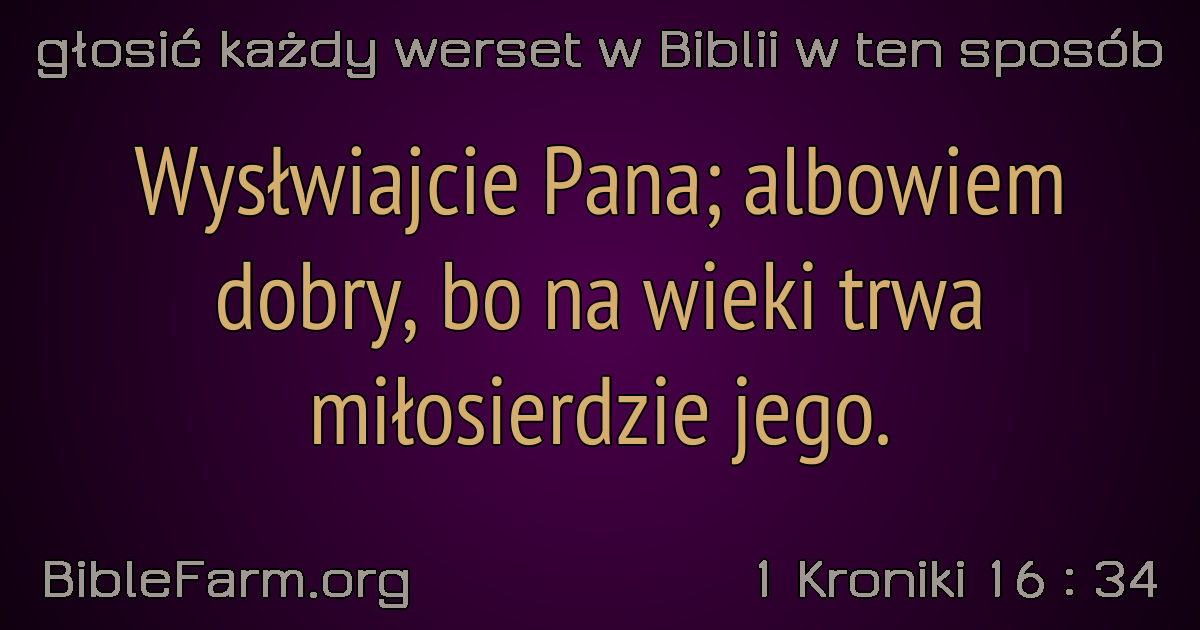 głosić każdy werset w Biblii w ten sposób
Wysłwiajcie Pana; albowiem
dobry, bo na wieki trwa
miłosierdzie jego.
BibleFarm.org
1 Kroniki 16 : 34